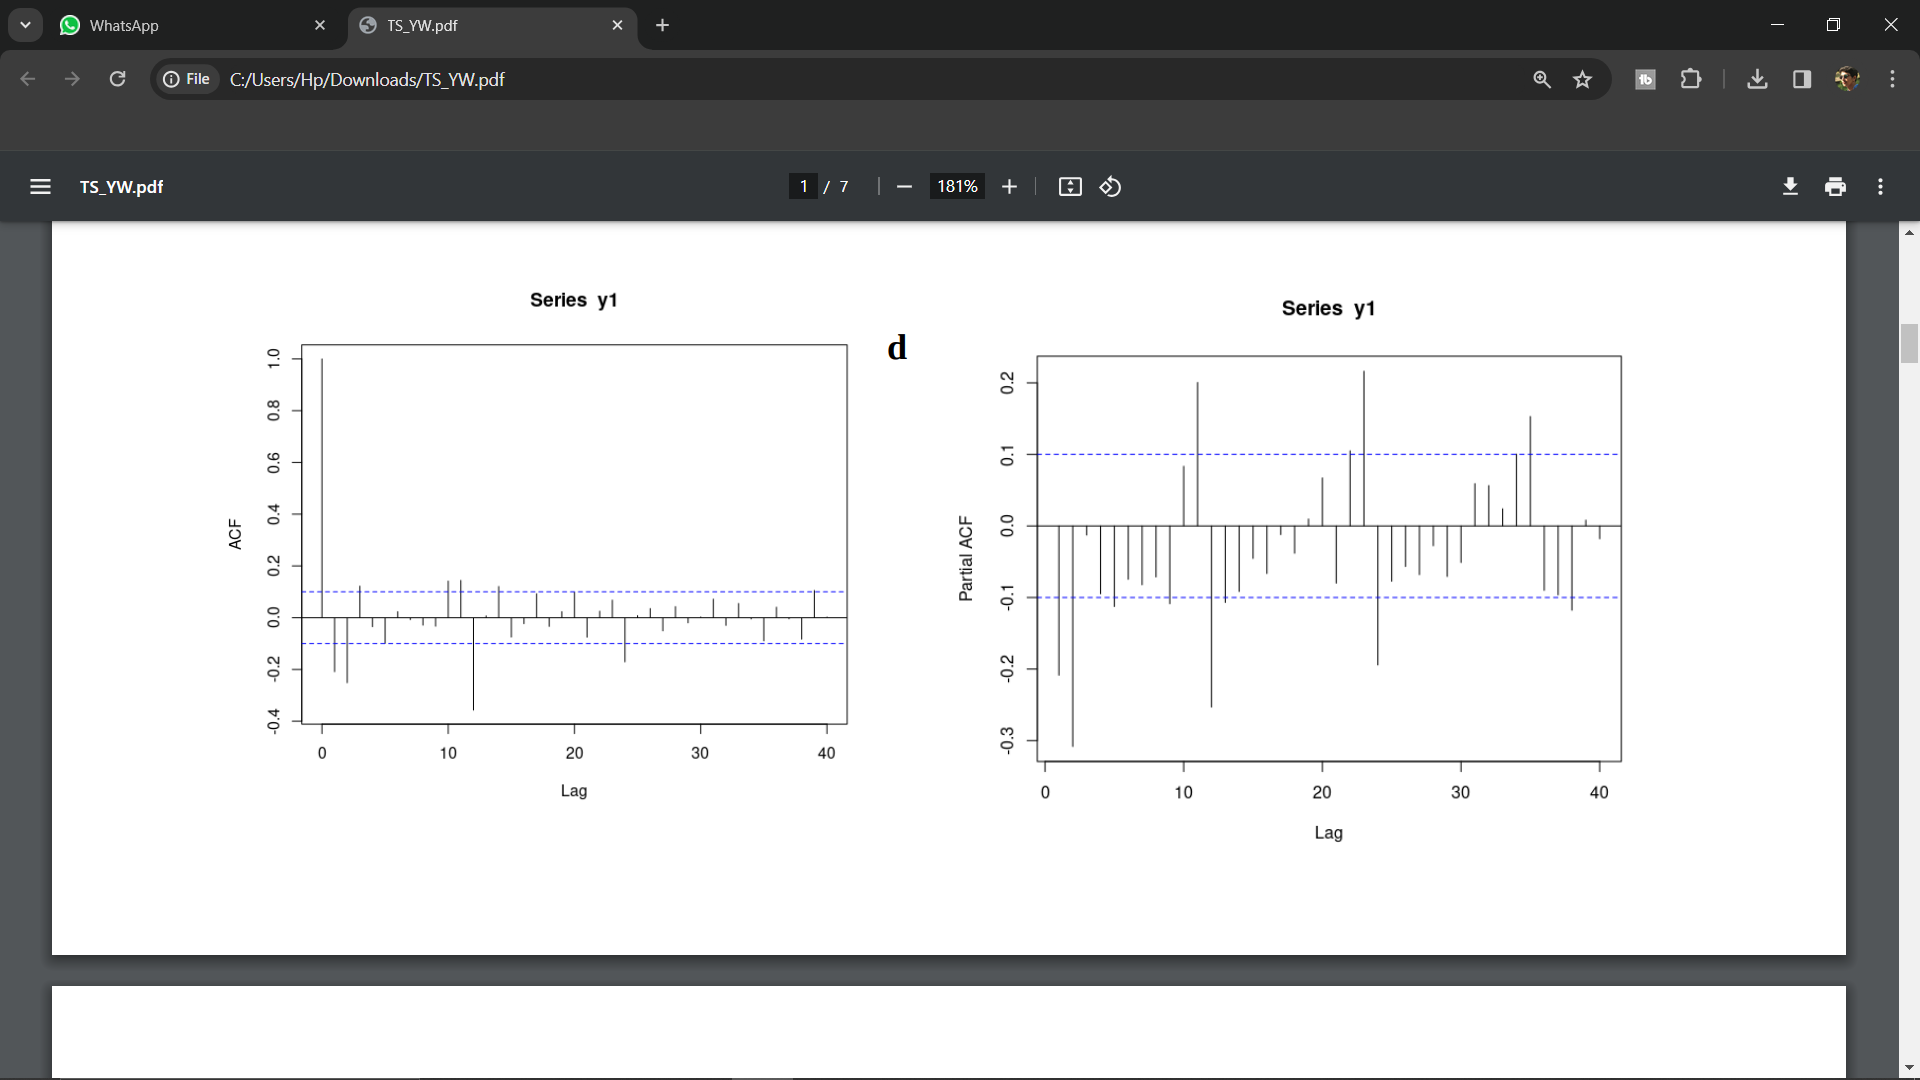 WhatsApp
TS_YW.pdf
File
C:/Users/Hp/Downloads/TS_YW.pdf
TS_YW.pdf
1 / 7
181%
Series y1
ACF
1.0
0.8
0.6
0.4
0.2
0.0
-0.2
-0.4
0 10 20 30 40
Lag
d
Series y1
Partial ACF
0.2
0.1
0.0
-0.1
-0.2
-0.3
0 10 20 30 40
Lag